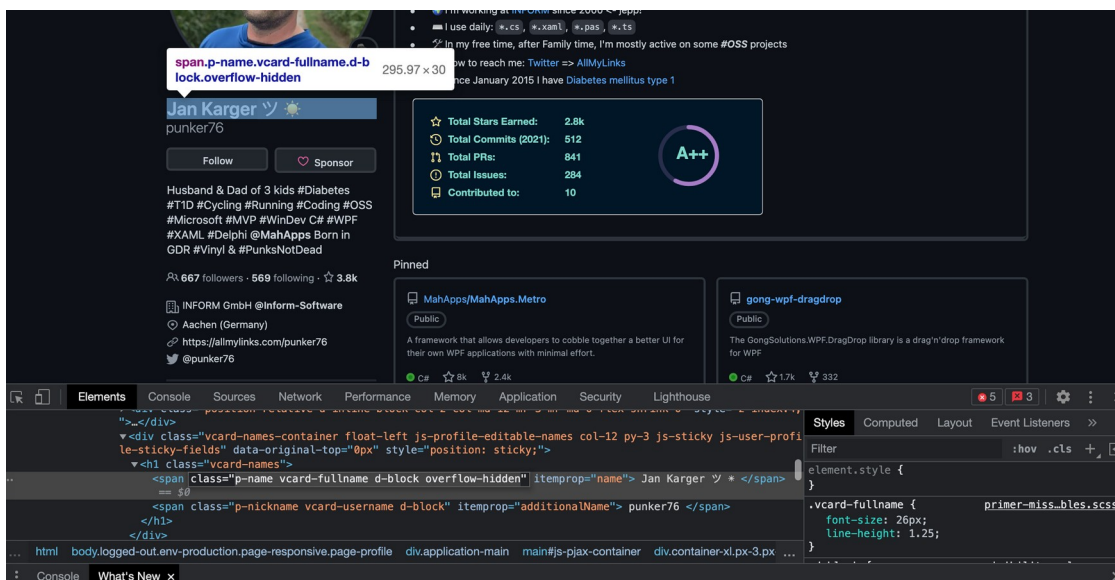 I'm working at INFORM since 2000 <- jepp!
I use daily: *.cs , *.xaml , *.pas , *.ts
In my free time, after Family time, I'm mostly active on some #OSS projects
ow to reach me: Twitter => AllMyLinks
nce January 2015 I have Diabetes mellitus type 1
span.p-name.vcard-fullname.d-b
lock.overflow-hidden
295.97 × 30
Jan Karger ツ ☀
punker76
Follow
Sponsor
Husband & Dad of 3 kids #Diabetes
#T1D #Cycling #Running #Coding #OSS
#Microsoft #MVP #WinDev C# #WPF
#XAML #Delphi @MahApps Born in
GDR #Vinyl & #PunksNotDead
667 followers · 569 following · 3.8k
INFORM GmbH @Inform-Software
Aachen (Germany)
https://allmylinks.com/punker76
@punker76
Total Stars Earned: 2.8k
Total Commits (2021): 512
Total PRs: 841
Total Issues: 284
Contributed to: 10
A++
Pinned
MahApps/MahApps.Metro
Public
A framework that allows developers to cobble together a better UI for
their own WPF applications with minimal effort.
C# 8k 2.4k
gong-wpf-dragdrop
Public
The GongSolutions.WPF.DragDrop library is a drag'n'drop framework
for WPF
C# 1.7k 332
Elements Console Sources Network Performance Memory Application Security Lighthouse 5 3
">…</div>
<div class="vcard-names-container float-left js-profile-editable-names col-12 py-3 js-sticky js-user-profi
le-sticky-fields" data-original-top="0px" style="position: sticky;">
<h1 class="vcard-names">
<span class="p-name vcard-fullname d-block overflow-hidden" itemprop="name"> Jan Karger ツ ☀ </span>
== $0
<span class="p-nickname vcard-username d-block" itemprop="additionalName"> punker76 </span>
</h1>
</div>
… html body.logged-out.env-production.page-responsive.page-profile div.application-main main#js-pjax-container div.container-xl.px-3.px …
Styles Computed Layout Event Listeners »
Filter :hov .cls +
element.style {
}
.vcard-fullname { primer-miss…bles.scss
font-size: 26px;
line-height: 1.25;
}
Console What's New ×